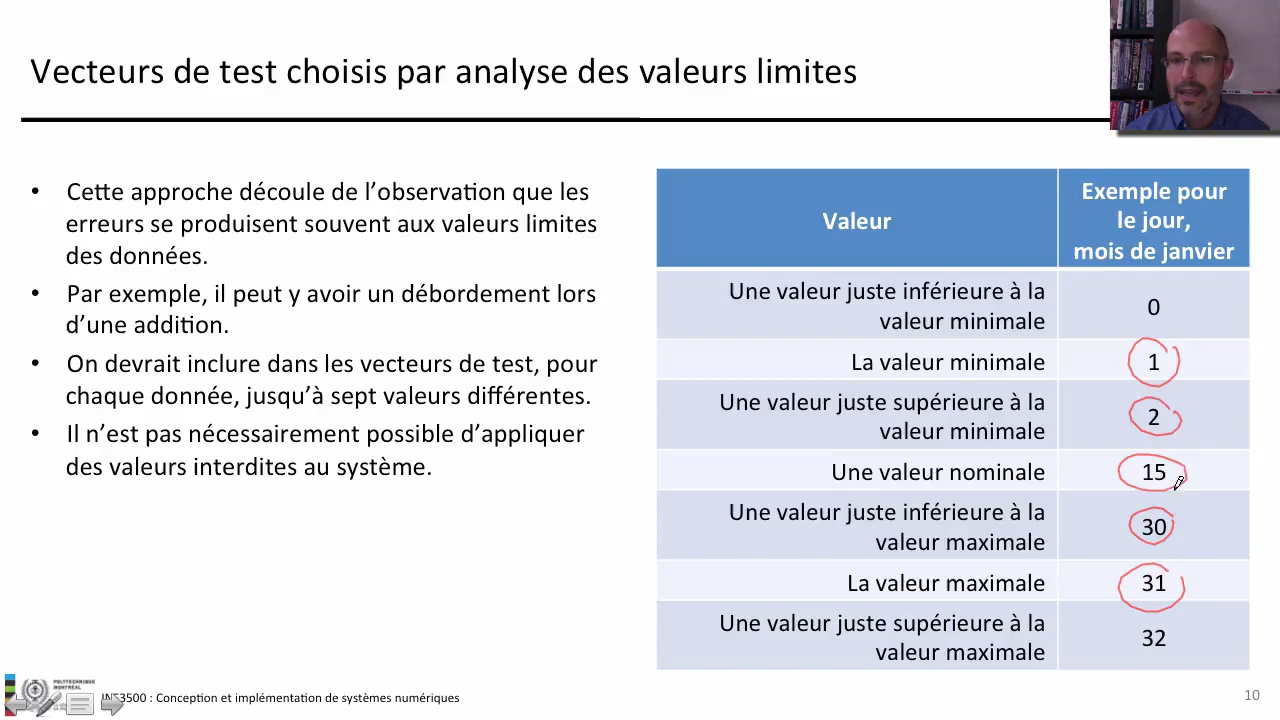 Vecteurs de test choisis par analyse des valeurs limites
• Cette approche découle de l’observation que les
erreurs se produisent souvent aux valeurs limites
des données.
• Par exemple, il peut y avoir un débordement lors
d’une addition.
• On devrait inclure dans les vecteurs de test, pour
chaque donnée, jusqu’à sept valeurs différentes.
• Il n’est pas nécessairement possible d’appliquer
des valeurs interdites au système.
Valeur
Exemple pour
le jour,
mois de janvier
Une valeur juste inférieure à la
valeur minimale
0
La valeur minimale
1
Une valeur juste supérieure à la
valeur minimale
2
Une valeur nominale
15
Une valeur juste inférieure à la
valeur maximale
30
La valeur maximale
31
Une valeur juste supérieure à la
valeur maximale
32
POLYTECHNIQUE
MONTRÉAL
INF3500 : Conception et implémentation de systèmes numériques
10